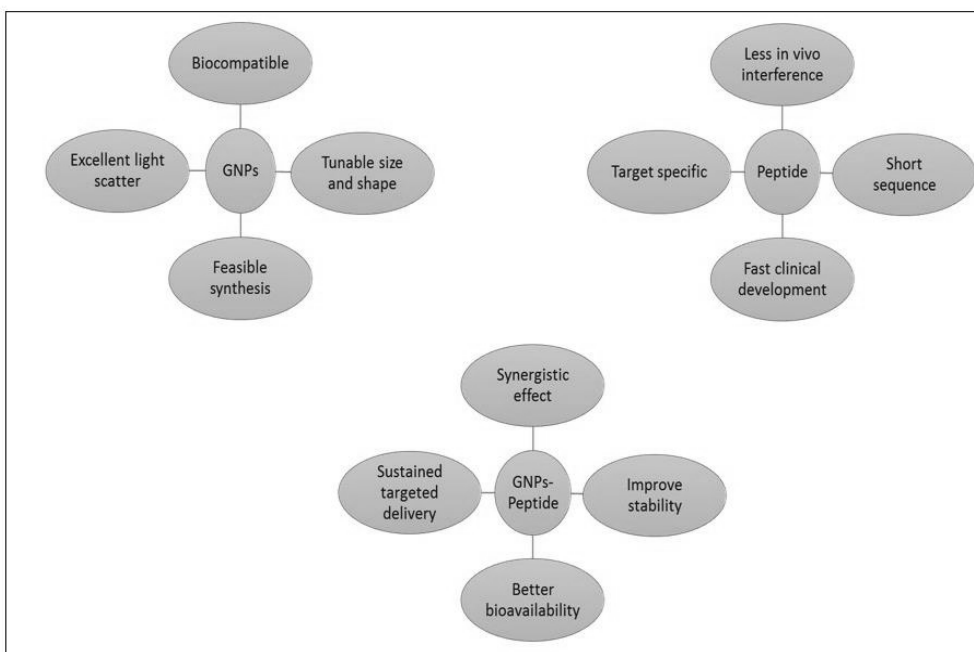 Biocompatible
Excellent light
scatter
GNPs
Tunable size
and shape
Feasible
synthesis
Less in vivo
interference
Target specific
Peptide
Short
sequence
Fast clinical
development
Synergistic
effect
Sustained
targeted
delivery
GNPs-
Peptide
Improve
stability
Better
bioavailability